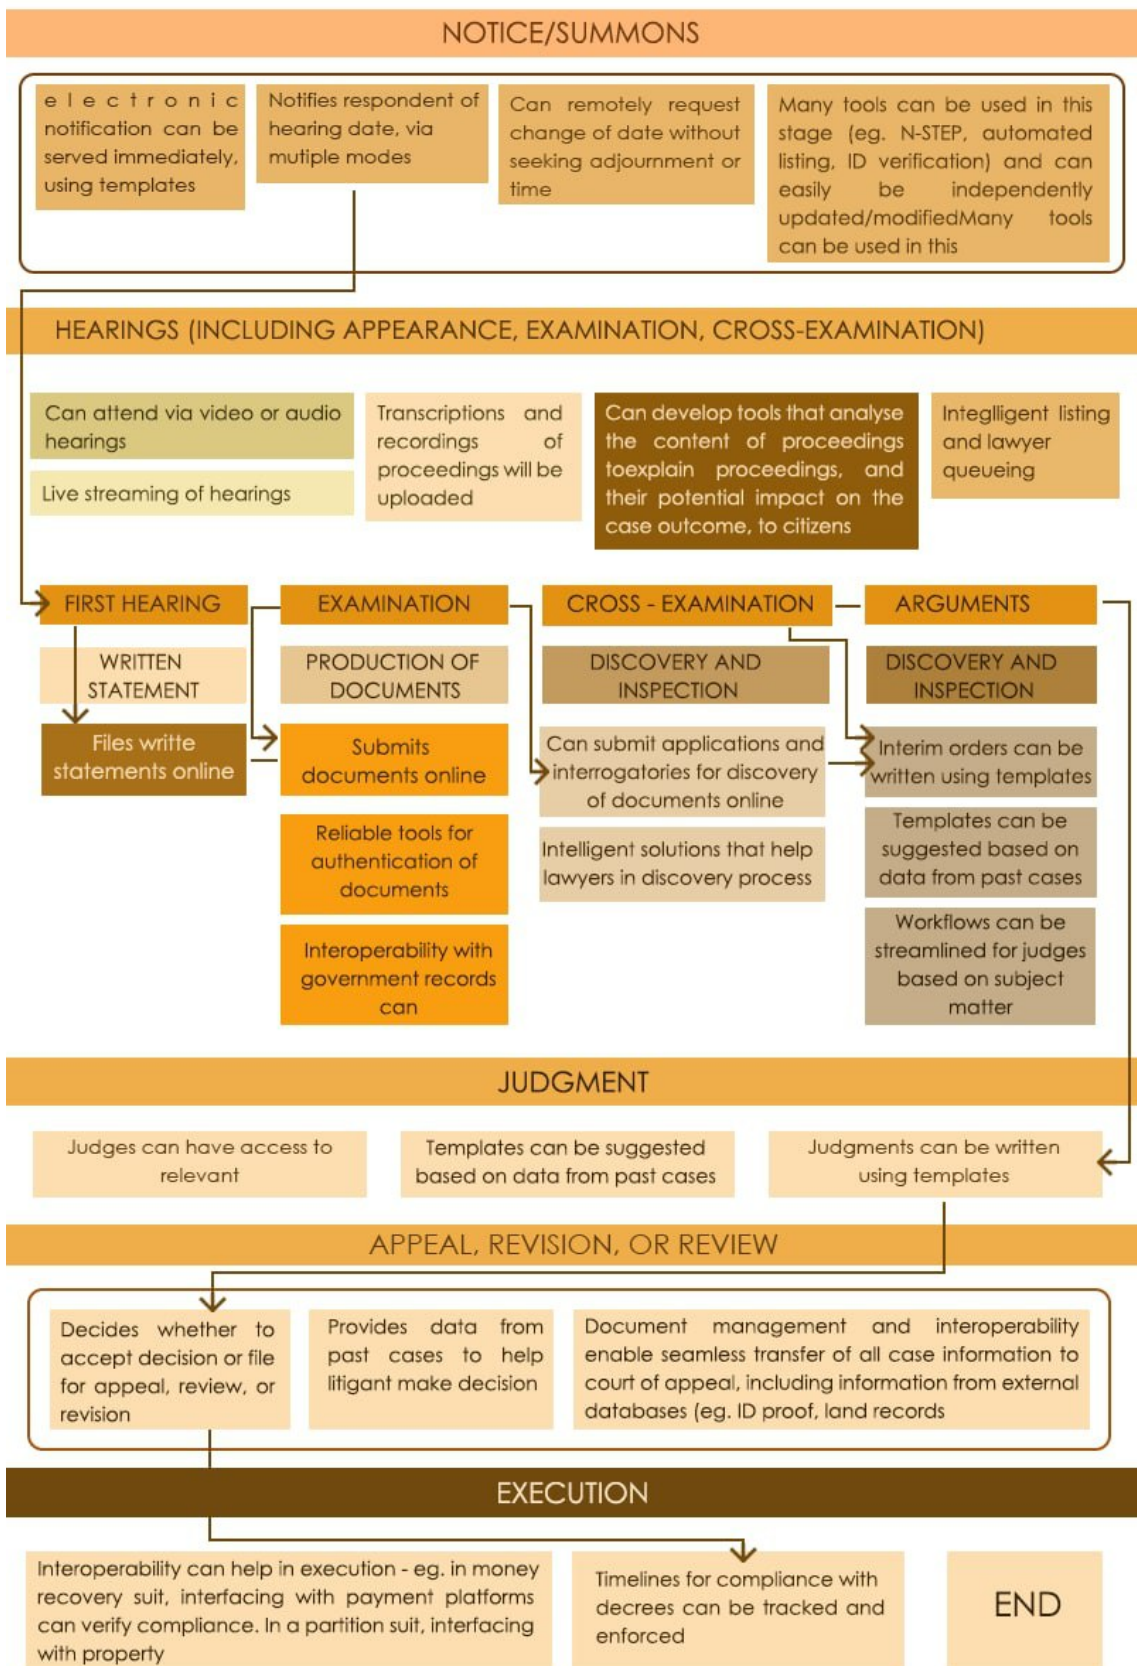 NOTICE/SUMMONS
e l e c t r o n i c
notification can be
served immediately,
using templates
Notifies respondent of
hearing date, via
mutiple modes
Can remotely request
change of date without
seeking adjournment or
time
Many tools can be used in this
stage (eg. N-STEP, automated
listing, ID verification) and can
easily be independently
updated/modifiedMany tools
can be used in this
HEARINGS (INCLUDING APPEARANCE, EXAMINATION, CROSS-EXAMINATION)
Can attend via video or audio
hearings
Live streaming of hearings
Transcriptions and
recordings of
proceedings will be
uploaded
Can develop tools that analyse
the content of proceedings
toexplain proceedings, and
their potential impact on the
case outcome, to citizens
Integlligent listing
and lawyer
queueing
FIRST HEARING
WRITTEN
STATEMENT
Files writte
statements online
EXAMINATION
PRODUCTION OF
DOCUMENTS
Submits
documents online
Reliable tools for
authentication of
documents
Interoperability with
government records
can
CROSS - EXAMINATION
DISCOVERY AND
INSPECTION
Can submit applications and
interrogatories for discovery
of documents online
Intelligent solutions that help
lawyers in discovery process
ARGUMENTS
DISCOVERY AND
INSPECTION
Interim orders can be
written using templates
Templates can be
suggested based on
data from past cases
Workflows can be
streamlined for judges
based on subject
matter
JUDGMENT
Judges can have access to
relevant
Templates can be suggested
based on data from past cases
Judgments can be written
using templates
APPEAL, REVISION, OR REVIEW
Decides whether to
accept decision or file
for appeal, review, or
revision
Provides data from
past cases to help
litigant make decision
Document management and interoperability
enable seamless transfer of all case information to
court of appeal, including information from external
databases (eg. ID proof, land records
EXECUTION
Interoperability can help in execution - eg. in money
recovery suit, interfacing with payment platforms
can verify compliance. In a partition suit, interfacing
with property
Timelines for compliance with
decrees can be tracked and
enforced
END